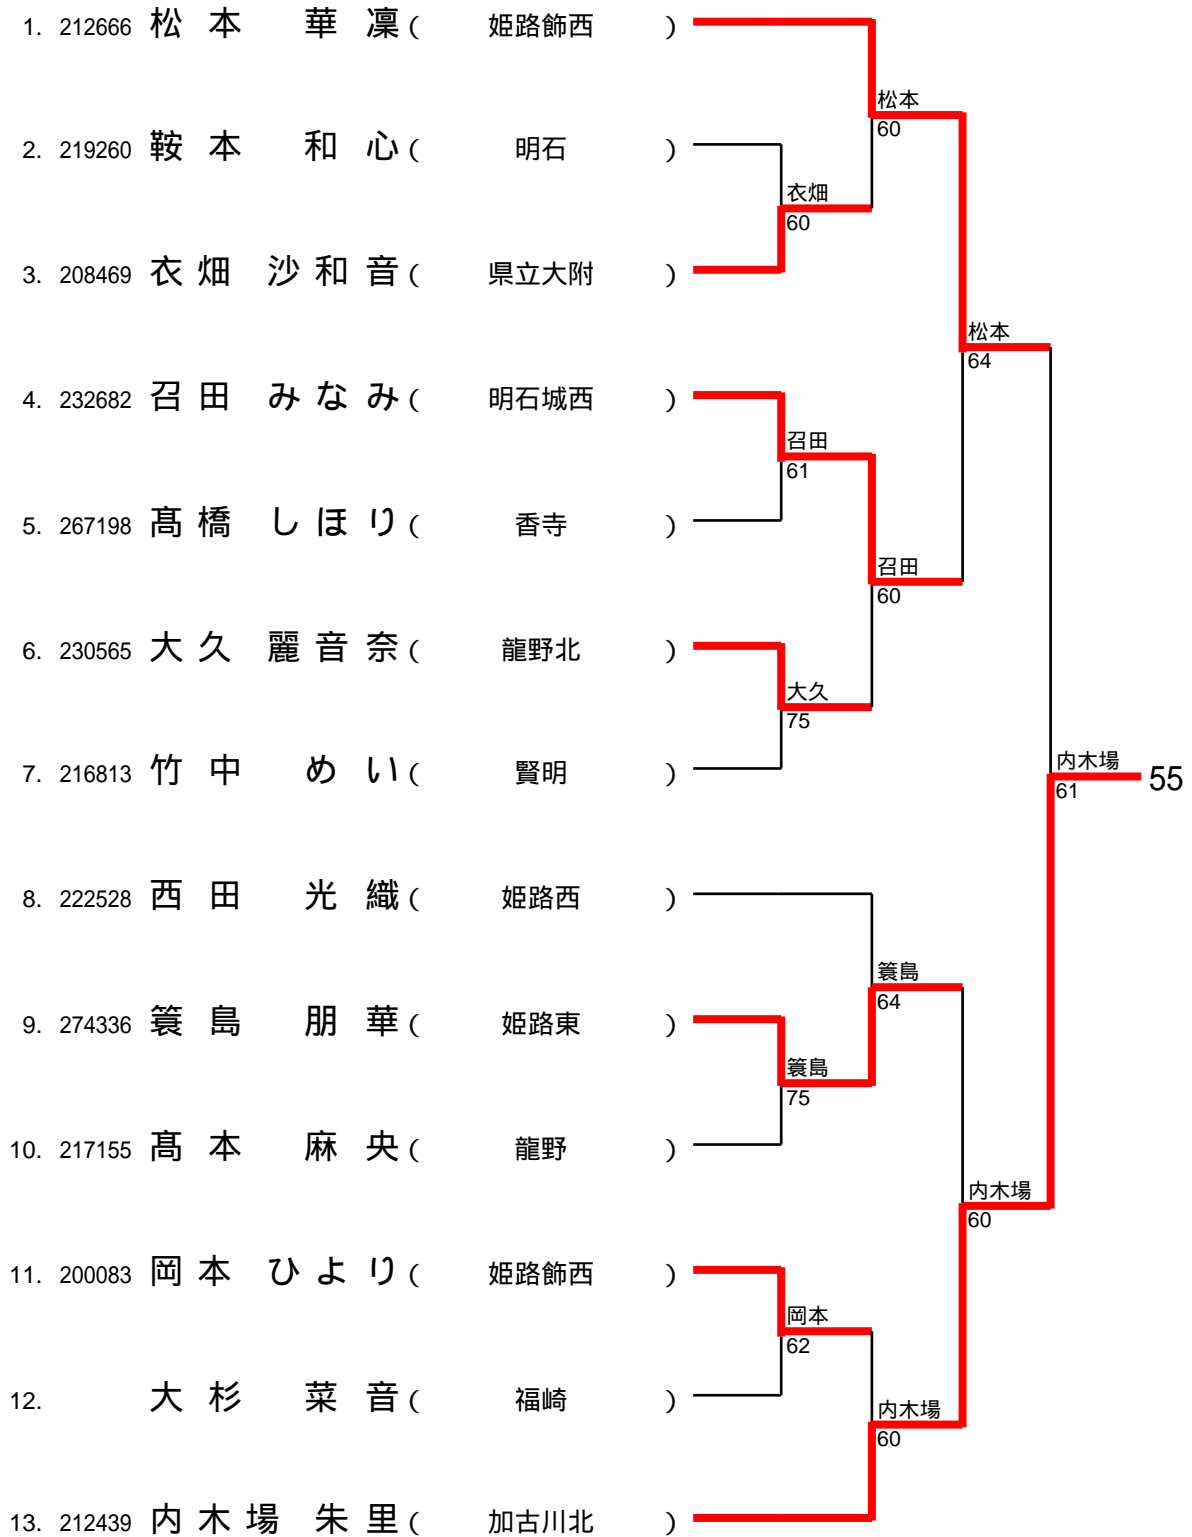 1. 212666 松本 華凜 ( 姫路飾西 )
松本
60
2. 219260 鞍本 和心 ( 明石 )
衣畑
60
3. 208469 衣畑 沙和音 ( 県立大附 )
松本
64
4. 232682 召田 みなみ ( 明石城西 )
召田
61
5. 267198 髙橋 しほり ( 香寺 )
召田
60
6. 230565 大久 麗音奈 ( 龍野北 )
大久
75
7. 216813 竹中 めい ( 賢明 )
内木場
61
55
8. 222528 西田 光織 ( 姫路西 )
簑島
64
9. 274336 簑島 朋華 ( 姫路東 )
簑島
75
10. 217155 髙本 麻央 ( 龍野 )
内木場
60
11. 200083 岡本 ひより ( 姫路飾西 )
岡本
62
12. 大杉 菜音 ( 福崎 )
内木場
60
13. 212439 内木場 朱里 ( 加古川北 )